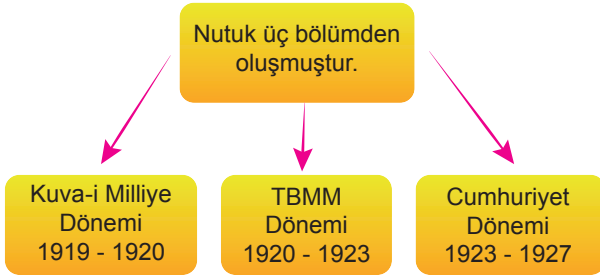 Nutuk üç bölümden
oluşmuştur.
Kuva-i Milliye
Dönemi
1919 - 1920
TBMM
Dönemi
1920 - 1923
Cumhuriyet
Dönemi
1923 - 1927